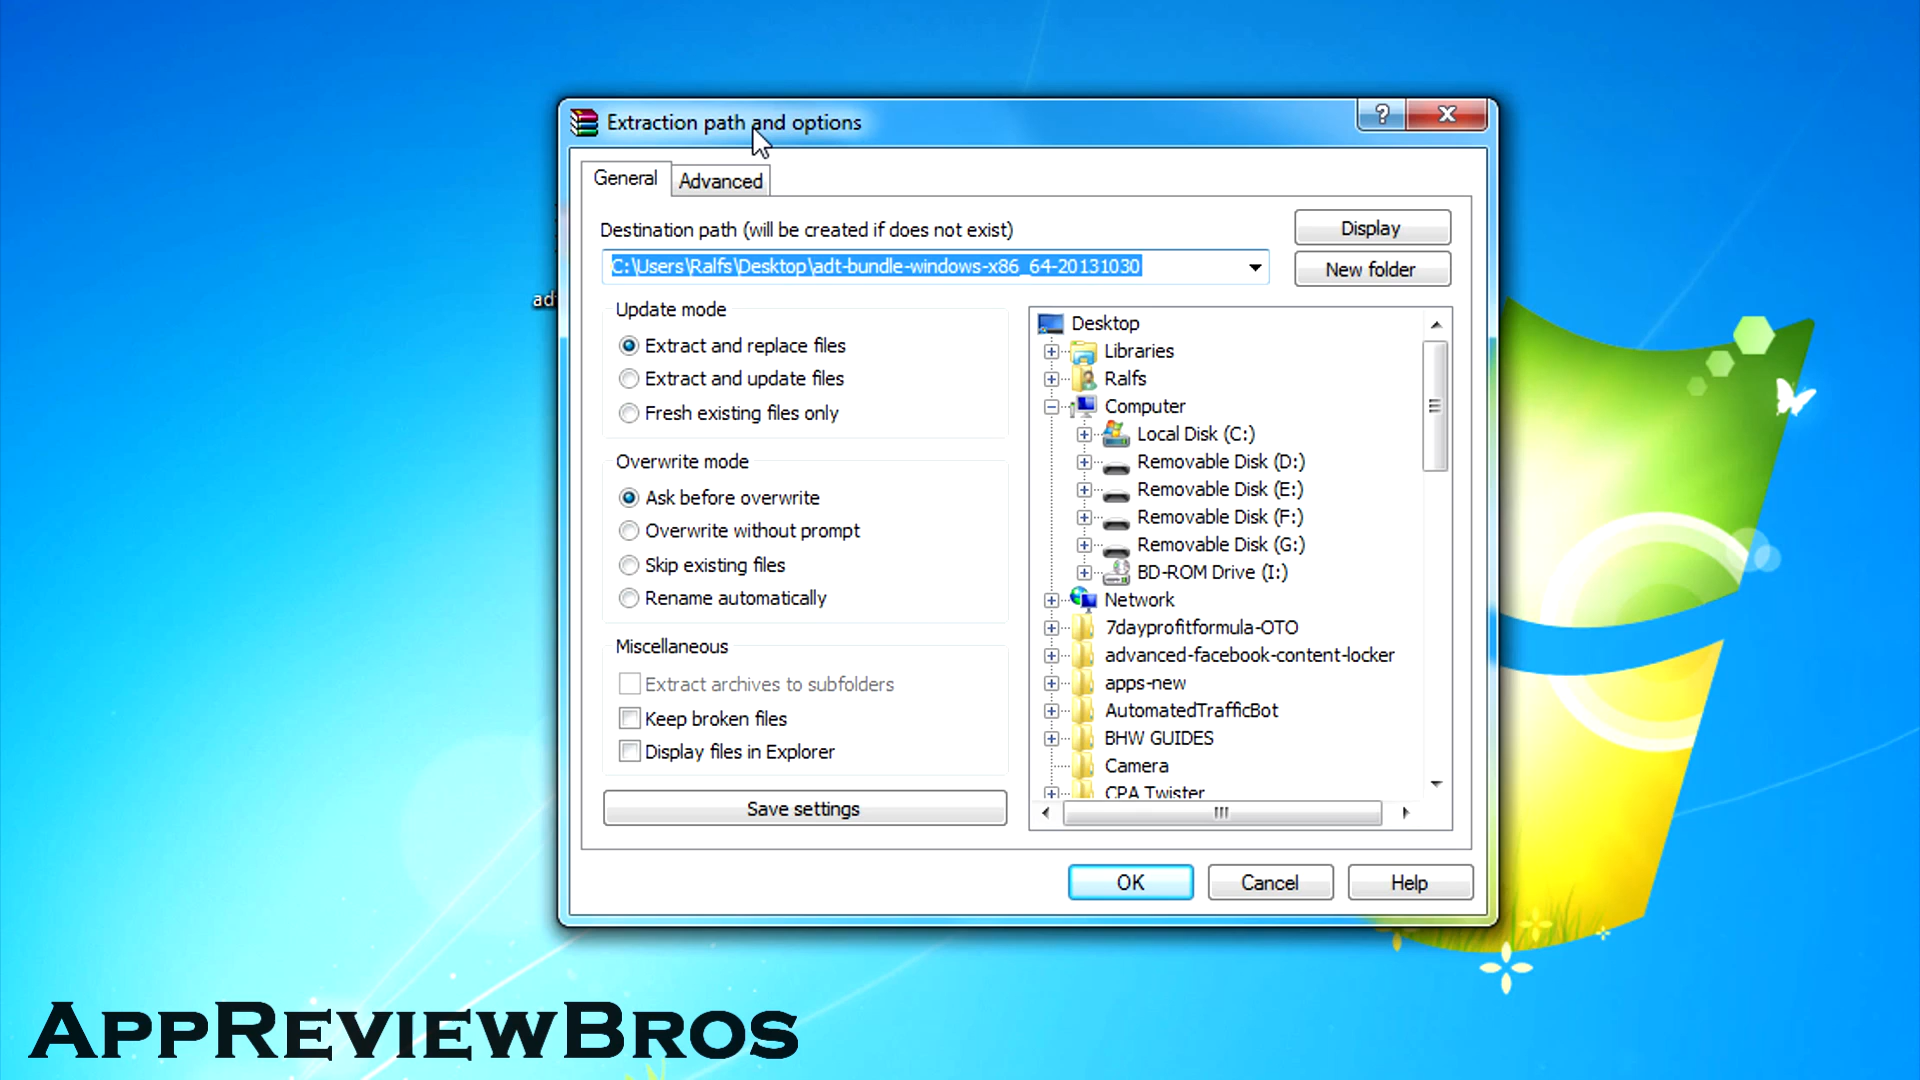 Extraction path and options
?
General
Advanced
Destination path (will be created if does not exist)
Display
C:\Users\Ralfs\Desktop\adt-bundle-windows-x86_64-20131030
New folder
ad
Update mode
Extract and replace files
Extract and update files
Fresh existing files only
Overwrite mode
Ask before overwrite
Overwrite without prompt
Skip existing files
Rename automatically
Miscellaneous
Extract archives to subfolders
Keep broken files
Display files in Explorer
Save settings
Desktop
Libraries
Ralfs
Computer
Local Disk (C:)
Removable Disk (D:)
Removable Disk (E:)
Removable Disk (F:)
Removable Disk (G:)
BD-ROM Drive (I:)
Network
7dayprofitformula-OTO
advanced-facebook-content-locker
apps-new
AutomatedTrafficBot
BHW GUIDES
Camera
CPA Twister
OK
Cancel
Help
AppReviewBros